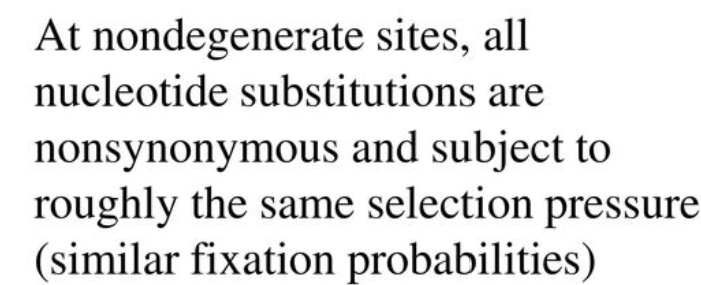 At nondegenerate sites, all
nucleotide substitutions are
nonsynonymous and subject to
roughly the same selection pressure
(similar fixation probabilities)